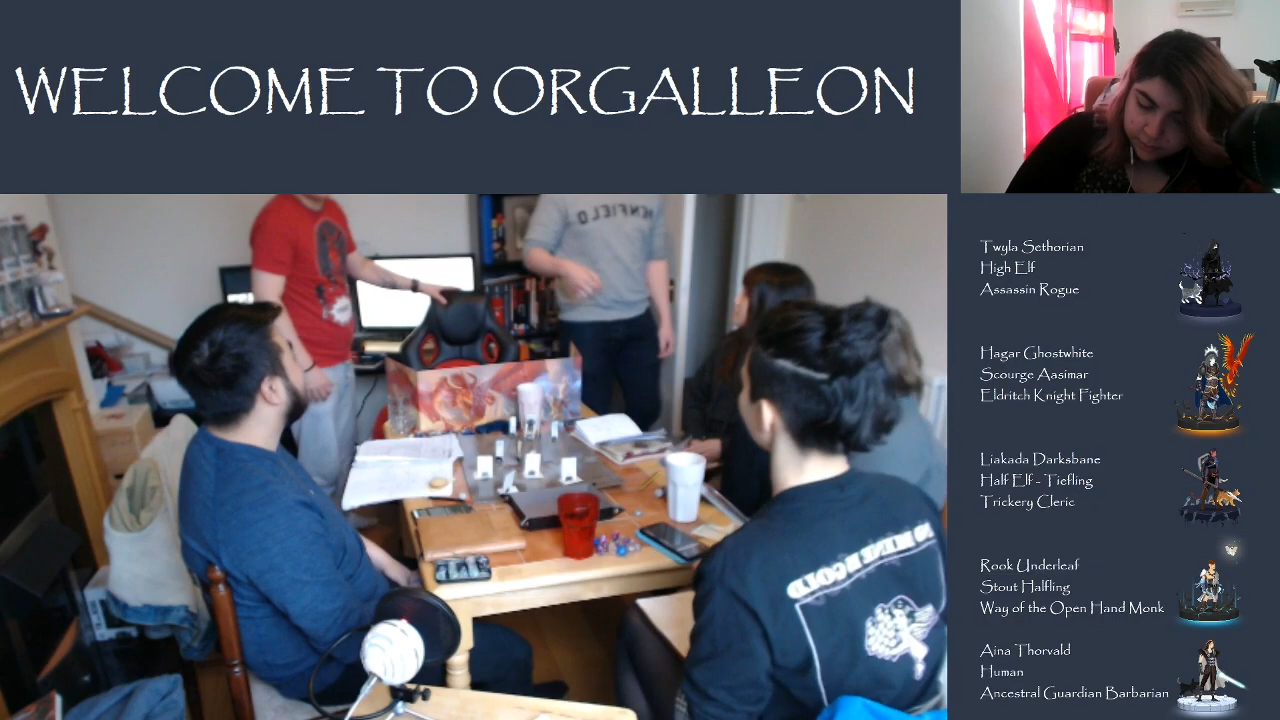 WELCOME TO ORGALLEON
Twyla Sethorian
High Elf
Assassin Rogue
Hagar Ghostwhite
Scourge Aasimar
Eldritch Knight Fighter
Liakada Darksbane
Half Elf - Tiefling
Trickery Cleric
Rook Underleaf
Stout Halfling
Way of the Open Hand Monk
Aina Thorvald
Human
Ancestral Guardian Barbarian